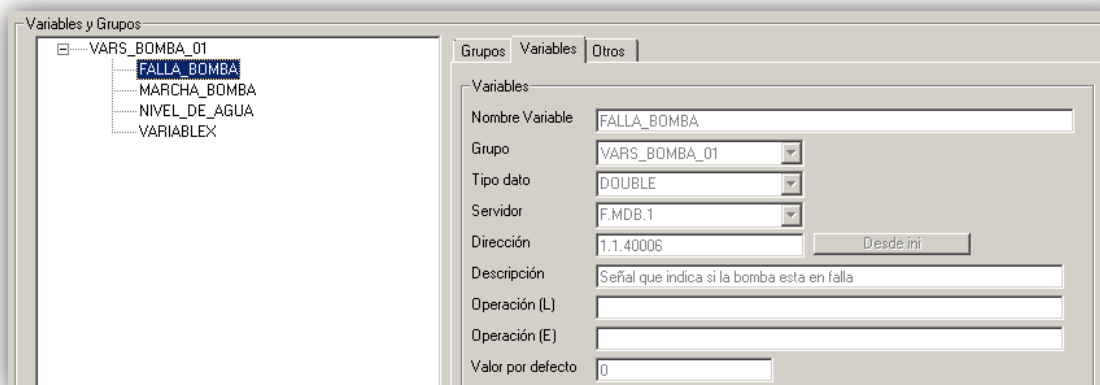 Variables y Grupos
VARS_BOMBA_01
FALLA_BOMBA
MARCHA_BOMBA
NIVEL_DE_AGUA
VARIABLEX
Grupos Variables Otros
Variables
Nombre Variable FALLA_BOMBA
Grupo VARS_BOMBA_01
Tipo dato DOUBLE
Servidor F.MDB.1
Dirección 1.1.40006 Desde ini
Descripción Señal que indica si la bomba esta en falla
Operación (L)
Operación (E)
Valor por defecto 0